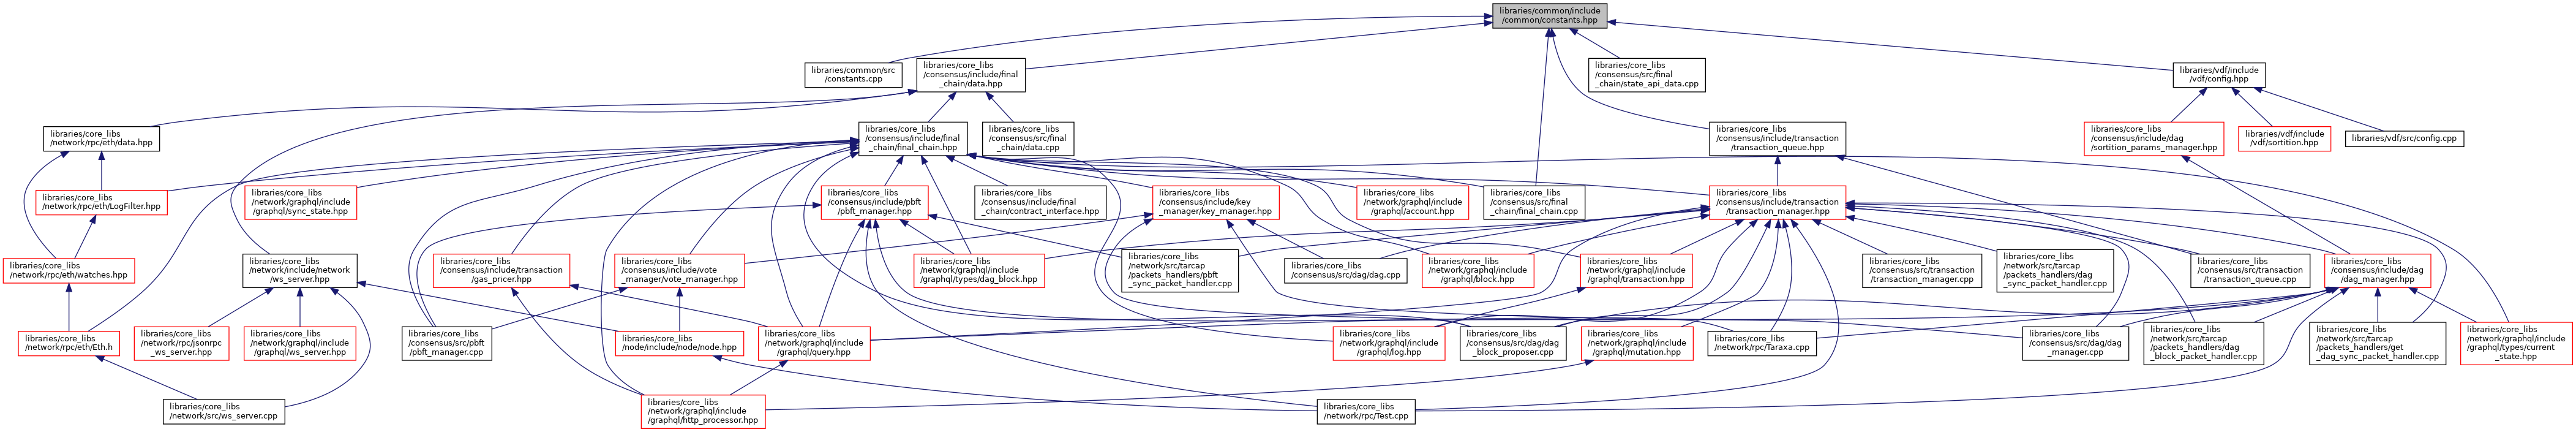 libraries/common/include
/common/constants.hpp
libraries/common/src
/constants.cpp
libraries/core_libs
/consensus/include/final
_chain/data.hpp
libraries/core_libs
/consensus/src/final
_chain/state_api_data.cpp
libraries/vdf/include
/vdf/config.hpp
libraries/core_libs
/network/rpc/eth/data.hpp
libraries/core_libs
/consensus/include/final
_chain/final_chain.hpp
libraries/core_libs
/consensus/src/final
_chain/data.cpp
libraries/core_libs
/consensus/include/transaction
/transaction_queue.hpp
libraries/core_libs
/consensus/include/dag
/sortition_params_manager.hpp
libraries/vdf/include
/vdf/sortition.hpp
libraries/vdf/src/config.cpp
libraries/core_libs
/network/rpc/eth/LogFilter.hpp
libraries/core_libs
/network/graphql/include
/graphql/sync_state.hpp
libraries/core_libs
/consensus/include/pbft
/pbft_manager.hpp
libraries/core_libs
/consensus/include/final
_chain/contract_interface.hpp
libraries/core_libs
/consensus/include/key
_manager/key_manager.hpp
libraries/core_libs
/network/graphql/include
/graphql/account.hpp
libraries/core_libs
/consensus/src/final
_chain/final_chain.cpp
libraries/core_libs
/consensus/include/transaction
/transaction_manager.hpp
libraries/core_libs
/network/rpc/eth/watches.hpp
libraries/core_libs
/network/include/network
/ws_server.hpp
libraries/core_libs
/consensus/include/transaction
/gas_pricer.hpp
libraries/core_libs
/consensus/include/vote
_manager/vote_manager.hpp
libraries/core_libs
/network/graphql/include
/graphql/types/dag_block.hpp
libraries/core_libs
/network/src/tarcap
/packets_handlers/pbft
_sync_packet_handler.cpp
libraries/core_libs
/consensus/src/dag/dag.cpp
libraries/core_libs
/network/graphql/include
/graphql/block.hpp
libraries/core_libs
/network/graphql/include
/graphql/transaction.hpp
libraries/core_libs
/consensus/src/transaction
/transaction_manager.cpp
libraries/core_libs
/network/src/tarcap
/packets_handlers/dag
_sync_packet_handler.cpp
libraries/core_libs
/consensus/src/transaction
/transaction_queue.cpp
libraries/core_libs
/consensus/include/dag
/dag_manager.hpp
libraries/core_libs
/network/rpc/eth/Eth.h
libraries/core_libs
/network/rpc/jsonrpc
_ws_server.hpp
libraries/core_libs
/network/graphql/include
/graphql/ws_server.hpp
libraries/core_libs
/consensus/src/pbft
/pbft_manager.cpp
libraries/core_libs
/node/include/node/node.hpp
libraries/core_libs
/network/graphql/include
/graphql/query.hpp
libraries/core_libs
/network/graphql/include
/graphql/log.hpp
libraries/core_libs
/consensus/src/dag/dag
_block_proposer.cpp
libraries/core_libs
/network/graphql/include
/graphql/mutation.hpp
libraries/core_libs
/network/rpc/Taraxa.cpp
libraries/core_libs
/consensus/src/dag/dag
_manager.cpp
libraries/core_libs
/network/src/tarcap
/packets_handlers/dag
_block_packet_handler.cpp
libraries/core_libs
/network/src/tarcap
/packets_handlers/get
_dag_sync_packet_handler.cpp
libraries/core_libs
/network/graphql/include
/graphql/types/current
_state.hpp
libraries/core_libs
/network/src/ws_server.cpp
libraries/core_libs
/network/graphql/include
/graphql/http_processor.hpp
libraries/core_libs
/network/rpc/Test.cpp